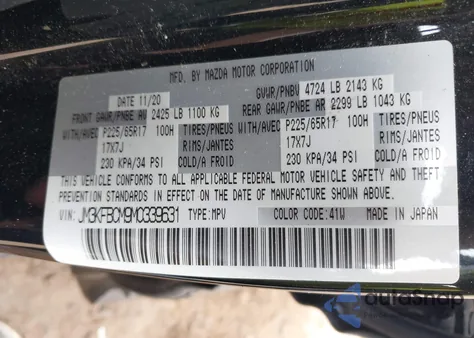 MFD. BY MAZDA MOTOR CORPORATION
DATE 11/20 GVWR/PNBV 4724 LB 2143 KG
FRONT GAWR/PNBE AV 2425 LB 1100 KG REAR GAWR/PNBE AR 2299 LB 1043 KG
WITH/AVEC P225/65R17 100H TIRES/PNEUS WITH/AVEC P225/65R17 100H TIRES/PNEUS
17X7J RIMS/JANTES 17X7J RIMS/JANTES
230 KPA/34 PSI COLD/A FROID 230 KPA/34 PSI COLD/A FROID
THIS VEHICLE CONFORMS TO ALL APPLICABLE FEDERAL MOTOR VEHICLE SAFETY AND THEFT
PREVENTION STANDARDS IN EFFECT ON THE DATE OF MANUFACTURE SHOWN ABOVE.
VIN: JM3KFBCM9M0339631 TYPE:MPV COLOR CODE:41W MADE IN JAPAN
autoSnap